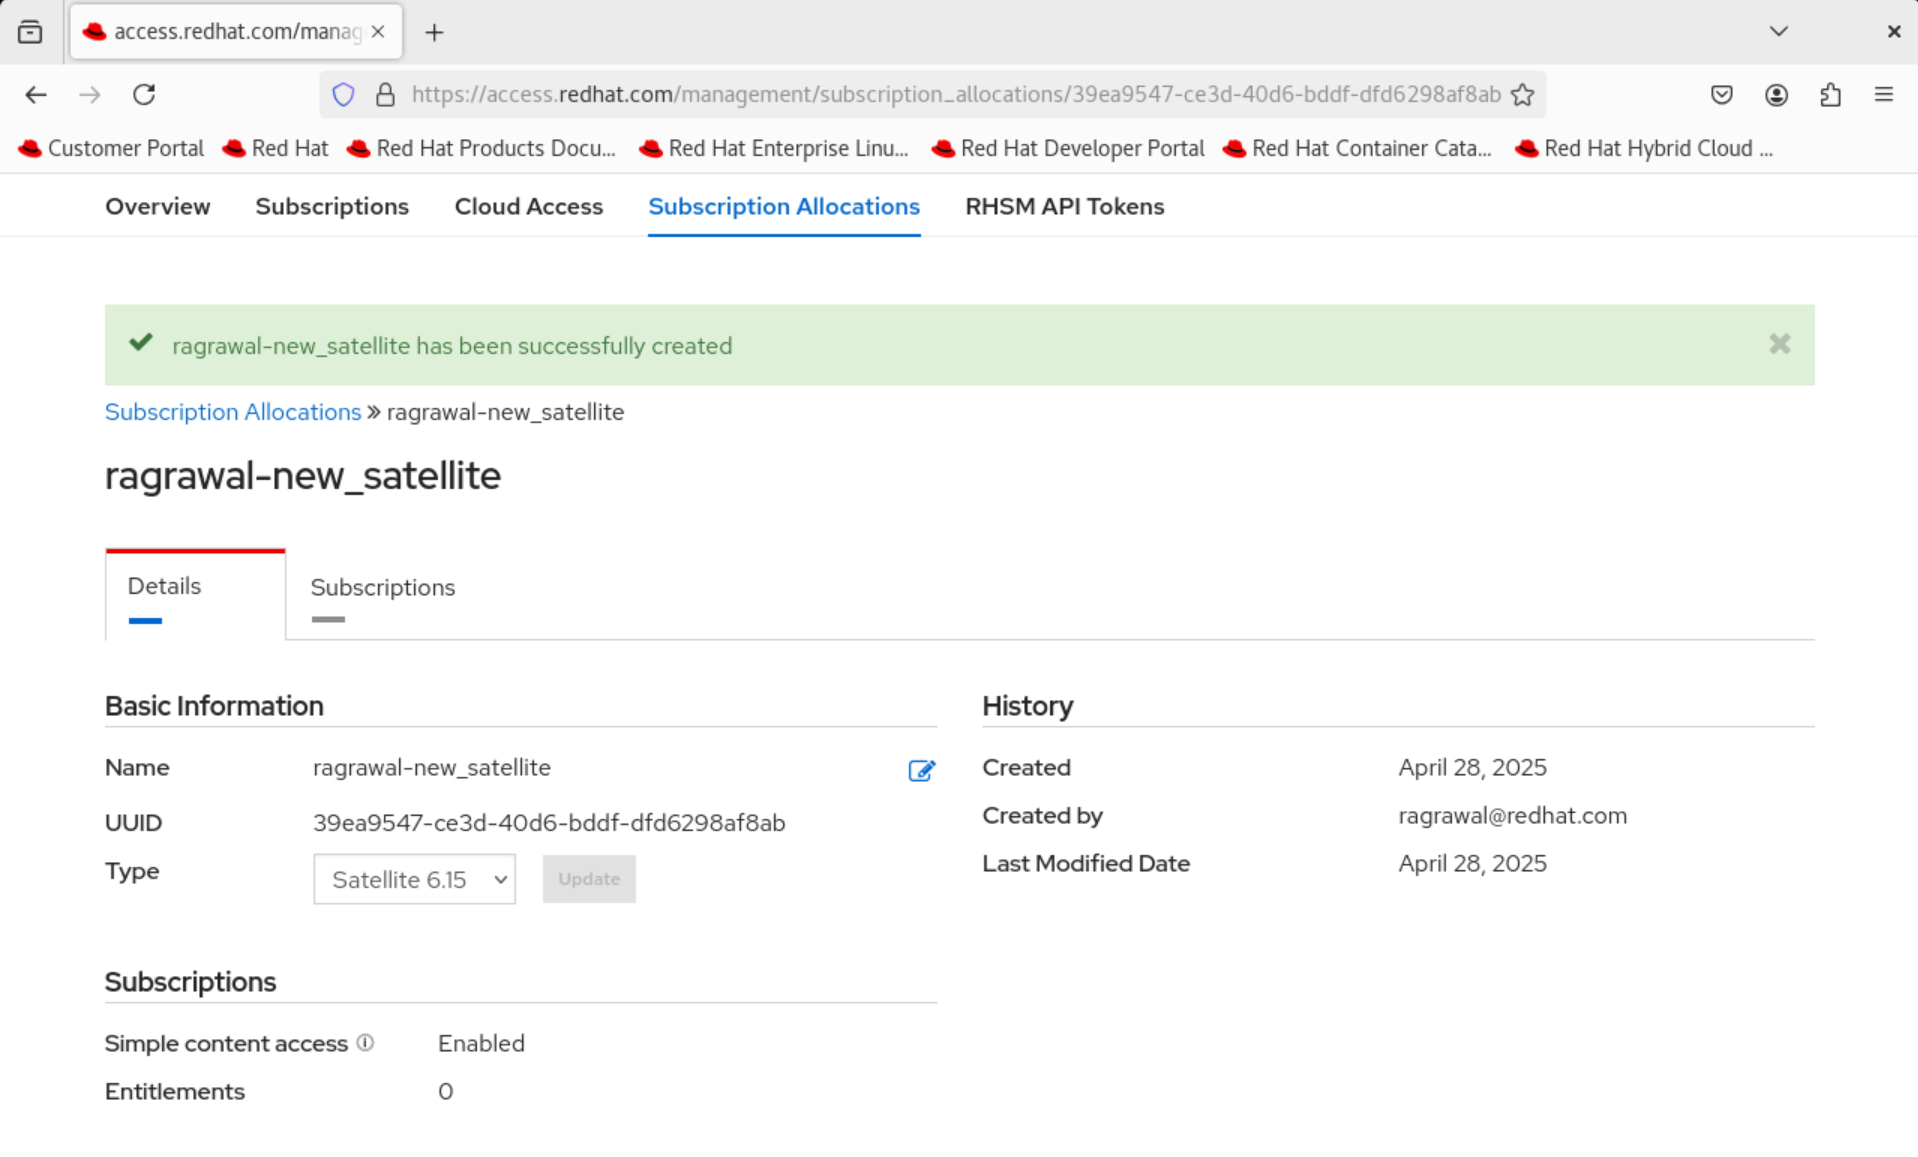 access.redhat.com/manag
https://access.redhat.com/management/subscription_allocations/39ea9547-ce3d-40d6-bddf-dfd6298af8ab
Customer Portal Red Hat Red Hat Products Docu... Red Hat Enterprise Linu... Red Hat Developer Portal Red Hat Container Cata... Red Hat Hybrid Cloud ...
Overview Subscriptions Cloud Access Subscription Allocations RHSM API Tokens
ragrawal-new_satellite has been successfully created
Subscription Allocations » ragrawal-new_satellite
ragrawal-new_satellite
Details Subscriptions
Basic Information
Name ragrawal-new_satellite
UUID 39ea9547-ce3d-40d6-bddf-dfd6298af8ab
Type Satellite 6.15 Update
History
Created April 28, 2025
Created by ragrawal@redhat.com
Last Modified Date April 28, 2025
Subscriptions
Simple content access Enabled
Entitlements 0